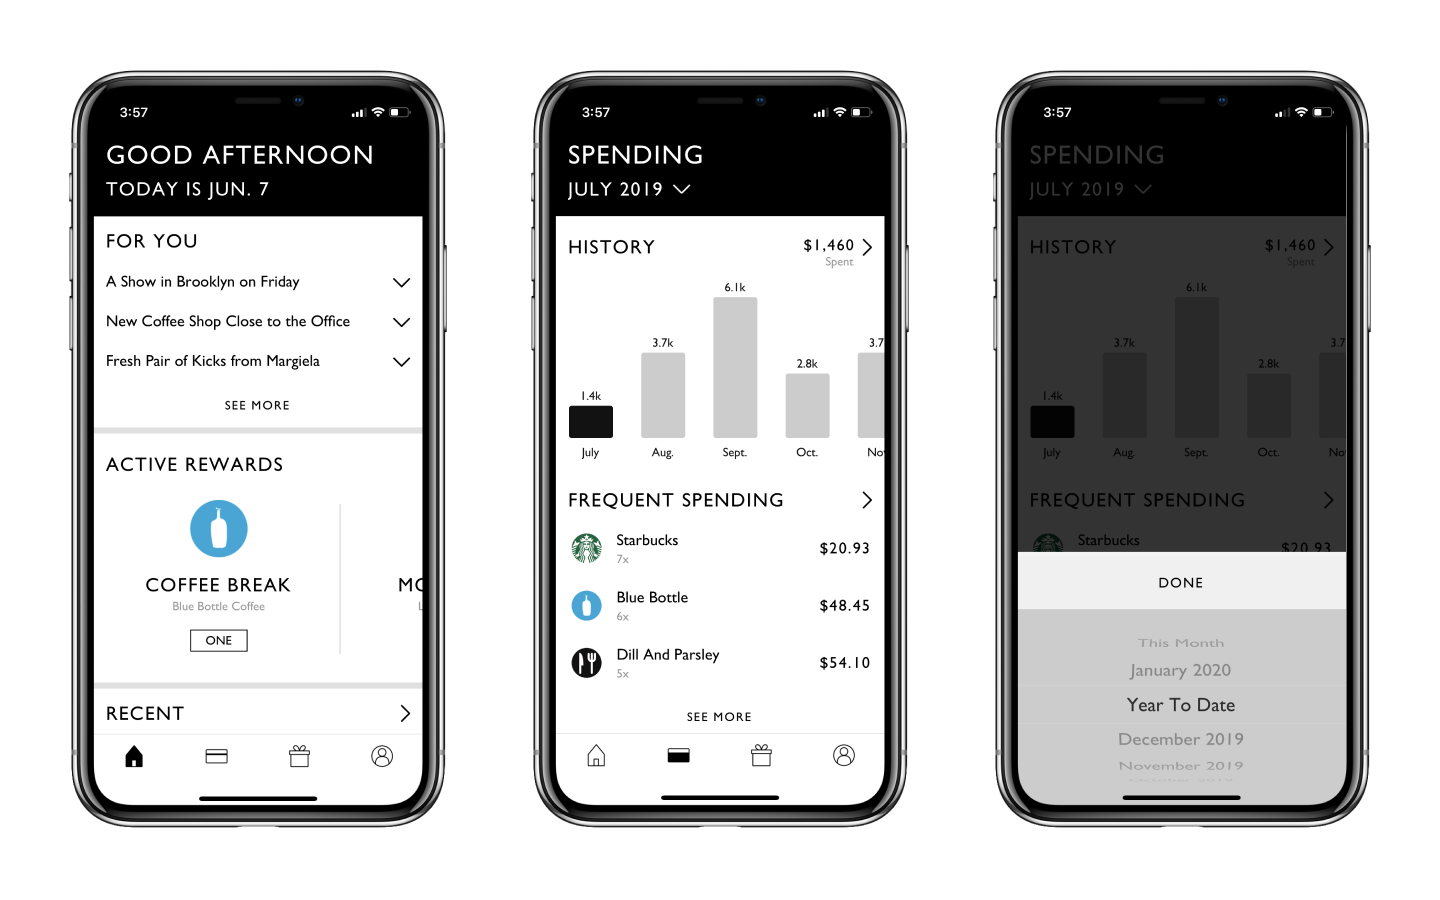 3:57
GOOD AFTERNOON
TODAY IS JUN. 7
FOR YOU
A Show in Brooklyn on Friday
New Coffee Shop Close to the Office
Fresh Pair of Kicks from Margiela
SEE MORE
ACTIVE REWARDS
COFFEE BREAK
Blue Bottle Coffee
ONE
RECENT
3:57
SPENDING
JULY 2019
HISTORY
$1,460
Spent
6.1k
3.7k
3.7
2.8k
1.4k
July Aug. Sept. Oct. No
FREQUENT SPENDING
Starbucks
7x
$20.93
Blue Bottle
6x
$48.45
Dill And Parsley
5x
$54.10
SEE MORE
3:57
SPENDING
JULY 2019
HISTORY
$1,460
Spent
6.1k
3.7k
3.7
2.8k
1.4k
July Aug. Sept. Oct. No
FREQUENT SPENDING
Starbucks
$20.93
DONE
This Month
January 2020
Year To Date
December 2019
November 2019